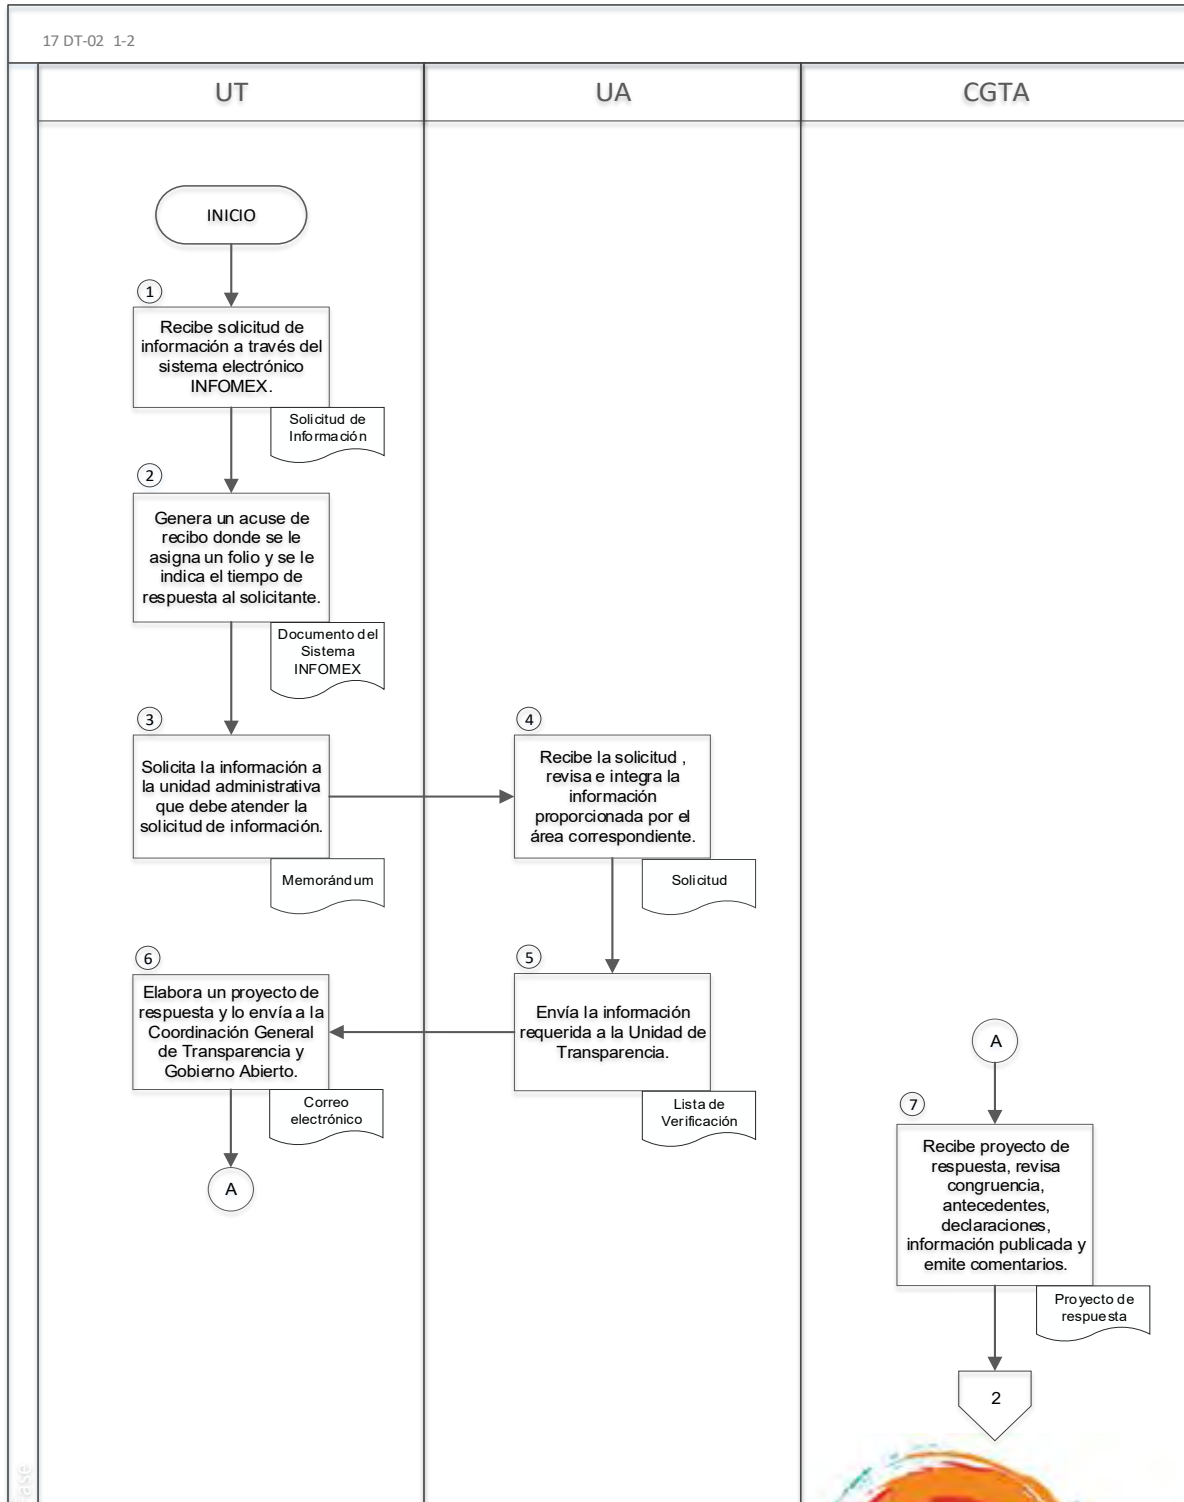 17 DT-02 1-2
UT
UA
CGTA
INICIO
1
Recibe solicitud de
información a través del
sistema electrónico
INFOMEX.
Solicitud de
Información
2
Genera un acuse de
recibo donde se le
asigna un folio y se le
indica el tiempo de
respuesta al solicitante.
Documento del
Sistema
INFOMEX
3
Solicita la información a
la unidad administrativa
que debe atender la
solicitud de información.
Memorándum
4
Recibe la solicitud ,
revisa e integra la
información
proporcionada por el
área correspondiente.
Solicitud
5
Envía la información
requerida a la Unidad de
Transparencia.
Lista de
Verificación
6
Elabora un proyecto de
respuesta y lo envía a la
Coordinación General
de Transparencia y
Gobierno Abierto.
Correo
electrónico
A
A
7
Recibe proyecto de
respuesta, revisa
congruencia,
antecedentes,
declaraciones,
información publicada y
emite comentarios.
Proyecto de
respuesta
2